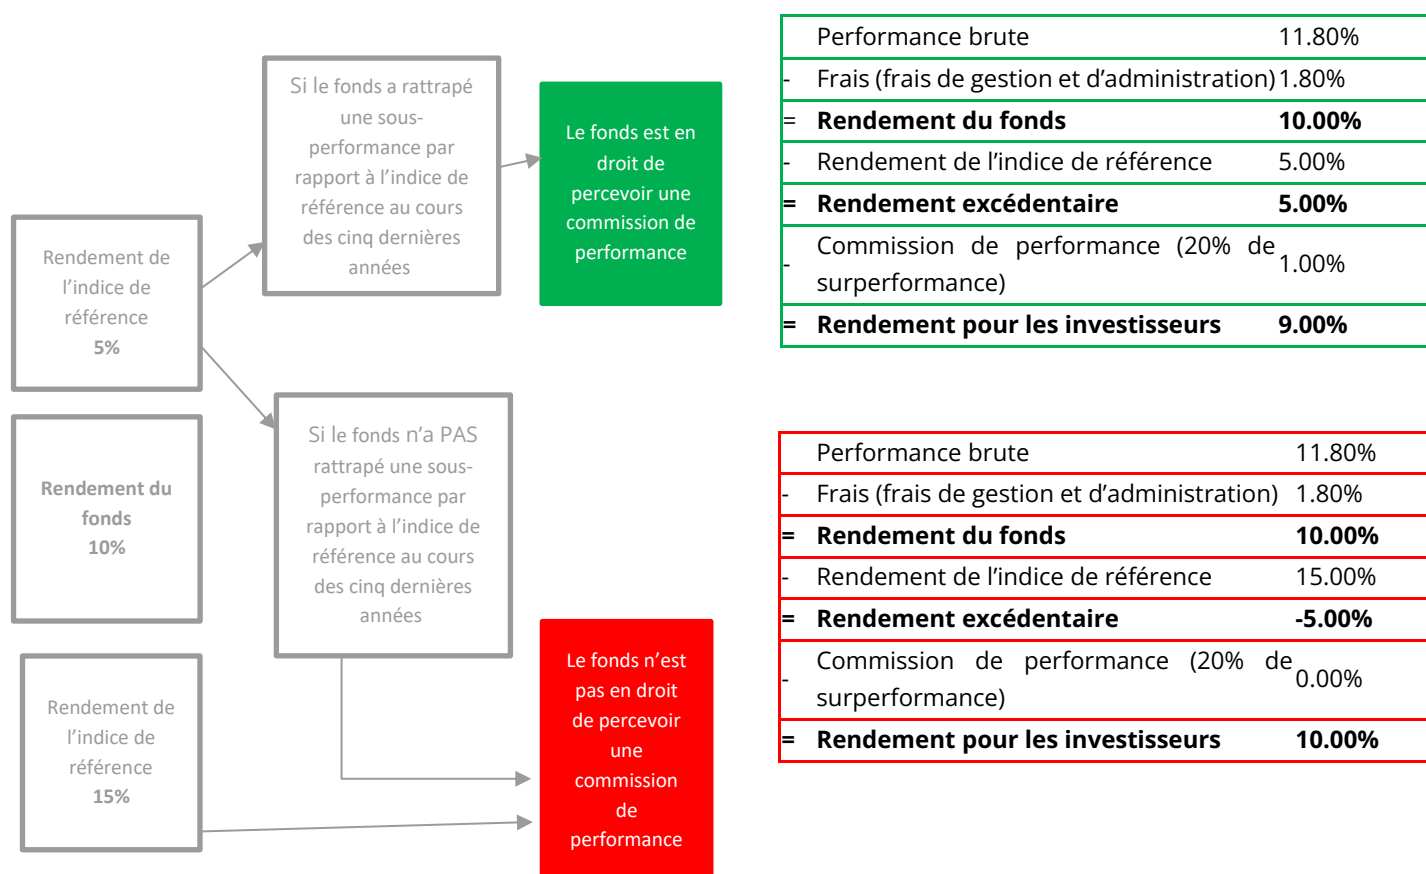 Rendement de
l'indice de
référence
5%
Rendement du
fonds
10%
Rendement de
l'indice de
référence
15%
Si le fonds a rattrapé
une sous-
performance par
rapport à l'indice de
référence au cours
des cinq dernières
années
Si le fonds n'a PAS
rattrapé une sous-
performance par
rapport à l'indice de
référence au cours
des cinq dernières
années
Le fonds est en
droit de
percevoir une
commission de
performance
Le fonds n'est
pas en droit
de percevoir
une
commission
de
performance
Performance brute 11.80%
- Frais (frais de gestion et d'administration) 1.80%
= Rendement du fonds 10.00%
- Rendement de l'indice de référence 5.00%
= Rendement excédentaire 5.00%
- Commission de performance (20% de
surperformance) 1.00%
= Rendement pour les investisseurs 9.00%
Performance brute 11.80%
- Frais (frais de gestion et d'administration) 1.80%
= Rendement du fonds 10.00%
- Rendement de l'indice de référence 15.00%
= Rendement excédentaire -5.00%
- Commission de performance (20% de
surperformance) 0.00%
= Rendement pour les investisseurs 10.00%